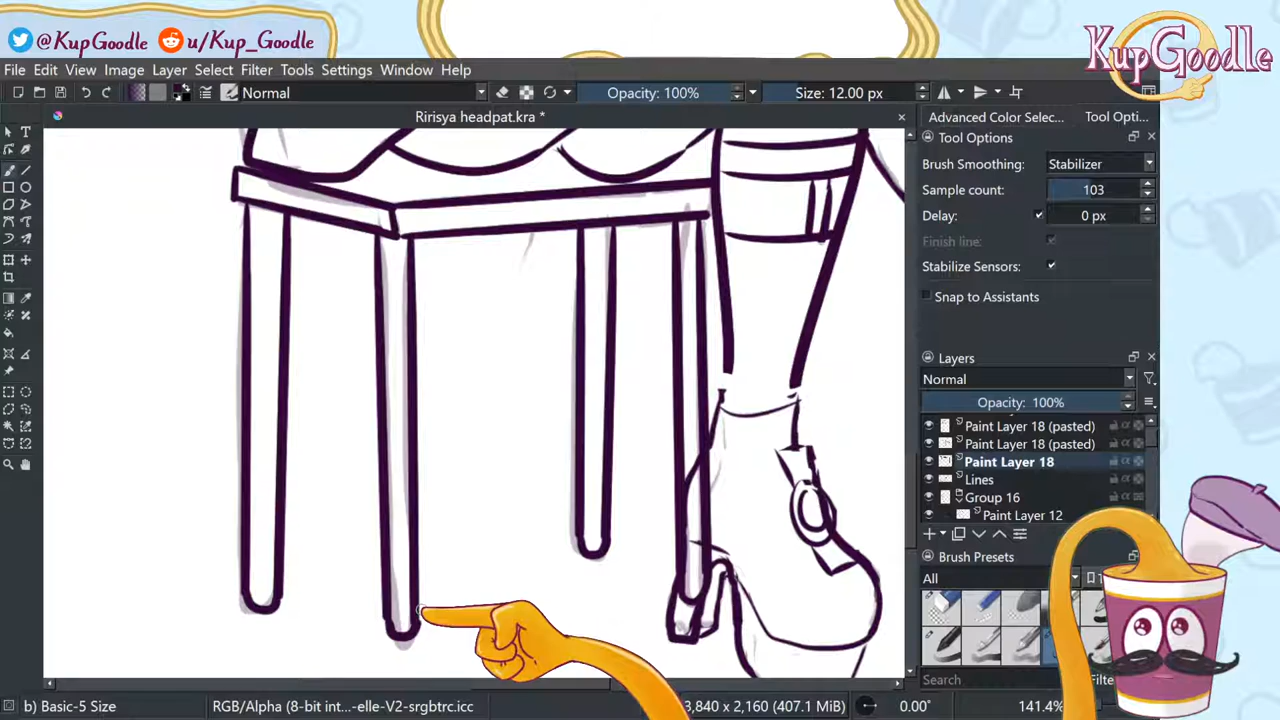 @KupGoodle u/Kup_Goodle
KupGoodle
File Edit View Image Layer Select Filter Tools Settings Window Help
Normal Opacity: 100% Size: 12.00 px
Ririsya headpat.kra * Advanced Color Selec... Tool Opti...
Tool Options
Brush Smoothing: Stabilizer
Sample count: 103
Delay: 0 px
Finish line:
Stabilize Sensors:
Snap to Assistants
Layers
Normal
Opacity: 100%
Paint Layer 18 (pasted)
Paint Layer 18 (pasted)
Paint Layer 18
Lines
Group 16
Paint Layer 12
Brush Presets
All
Search
b) Basic-5 Size RGB/Alpha (8-bit int...-elle-V2-srgbtrc.icc 3,840 x 2,160 (407.1 MiB) 0.00° 141.4%